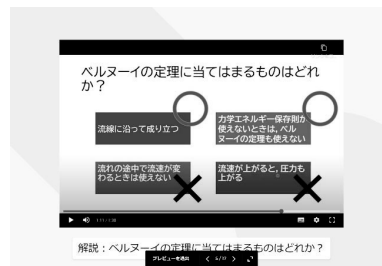 ベルヌーイの定理に当てはまるものはどれ
か？
流線に沿って成り立つ
力学エネルギー保存則が
使えないときは，ベル
ヌーイの定理も使えない
流れの途中で流速が変
わるときは使えない
流速が上がると，圧力も
上がる
解説：ベルヌーイの定理に当てはまるものはどれか？
プレビューを終了